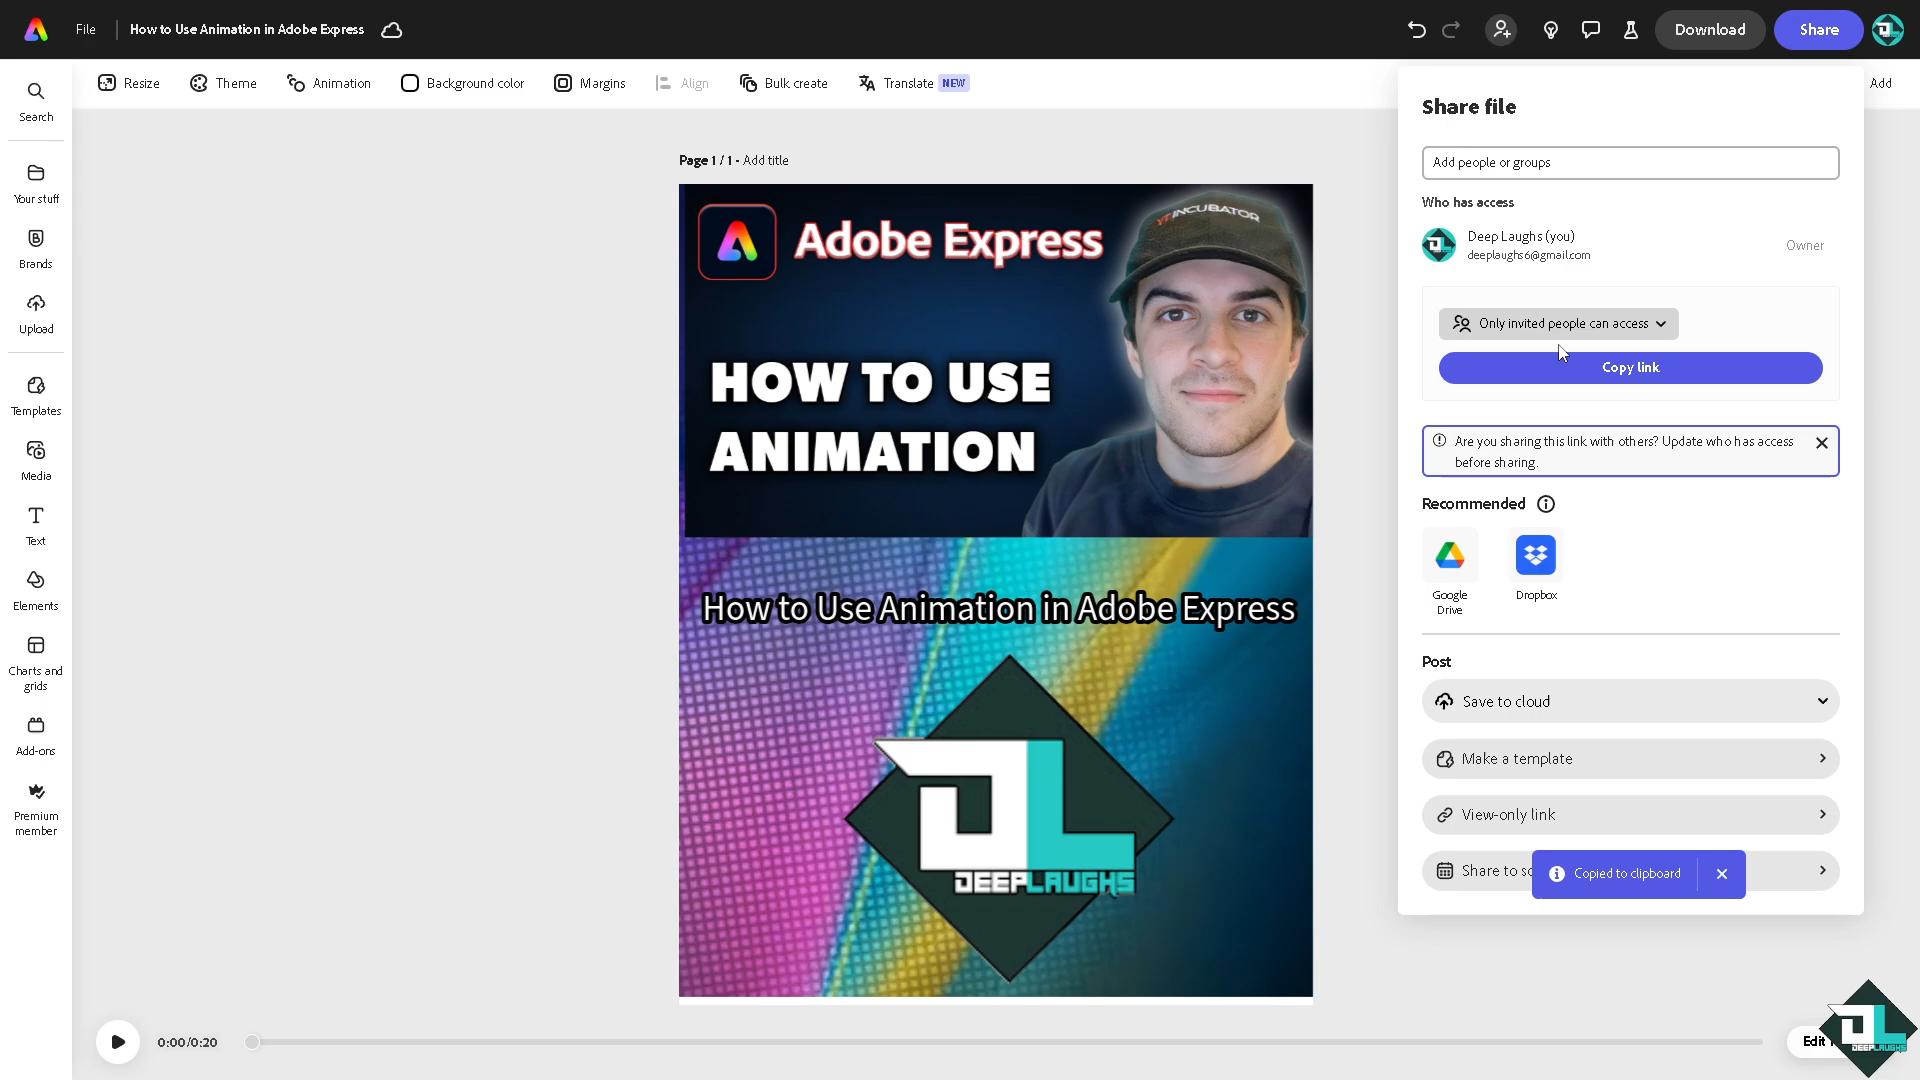 File
How to Use Animation in Adobe Express
Download
Share
Resize
Theme
Animation
Background color
Margins
Align
Bulk create
Translate NEW
Add
Search
Your stuff
Brands
Upload
Templates
Media
Text
Elements
Charts and
grids
Add-ons
Premium
member
Page 1 / 1 - Add title
Adobe Express
YT INCUBATOR
HOW TO USE
ANIMATION
How to Use Animation in Adobe Express
DL
DEEPLAUGHS
Share file
Add people or groups
Who has access
Deep Laughs (you)
deeplaughs6@gmail.com
Owner
Only invited people can access
Copy link
Are you sharing this link with others? Update who has access
before sharing.
Recommended
Google
Drive
Dropbox
Post
Save to cloud
Make a template
View-only link
Share to
Copied to clipboard
0:00/0:20
Edit
DL
DEEPLAUGHS